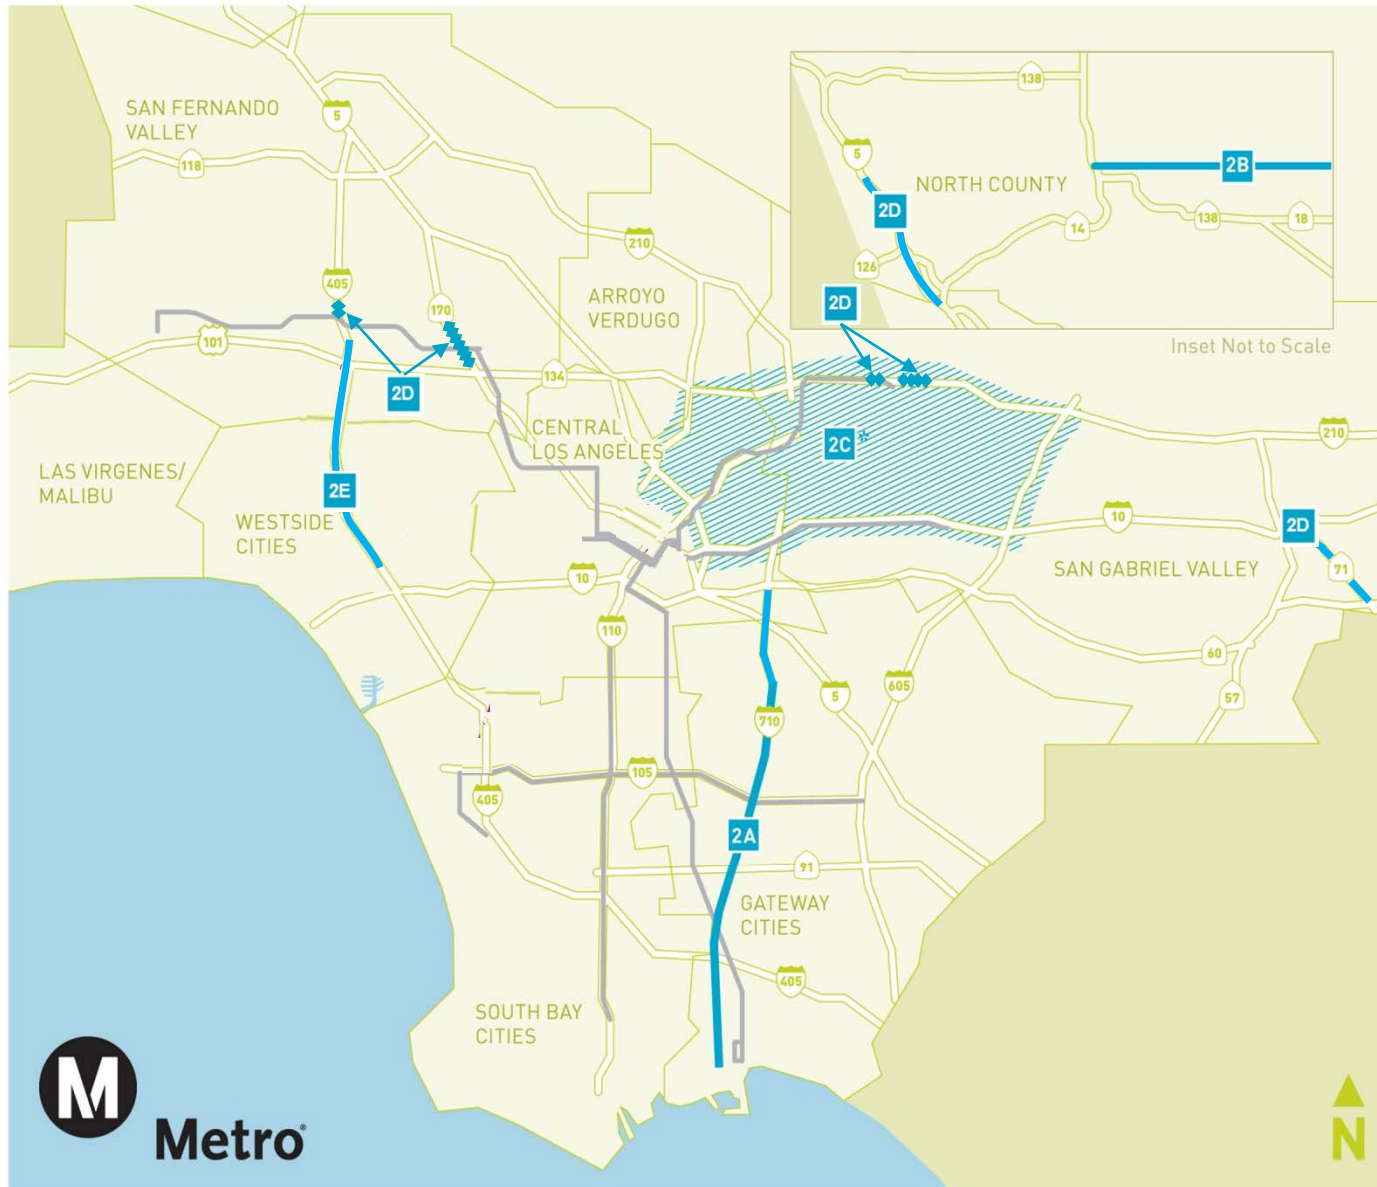 5
138
SAN FERNANDO
VALLEY
118
5
NORTH COUNTY
2B
2D
138
18
14
126
210
405
170
ARROYO
VERDUGO
2D
101
Inset Not to Scale
134
2D
CENTRAL
LOS ANGELES
2C*
210
LAS VIRGENES/
MALIBU
2E
WESTSIDE
CITIES
10
2D
10
SAN GABRIEL VALLEY
71
110
60
5
605
57
710
105
405
2A
91
GATEWAY
CITIES
405
SOUTH BAY
CITIES
M
Metro®
N